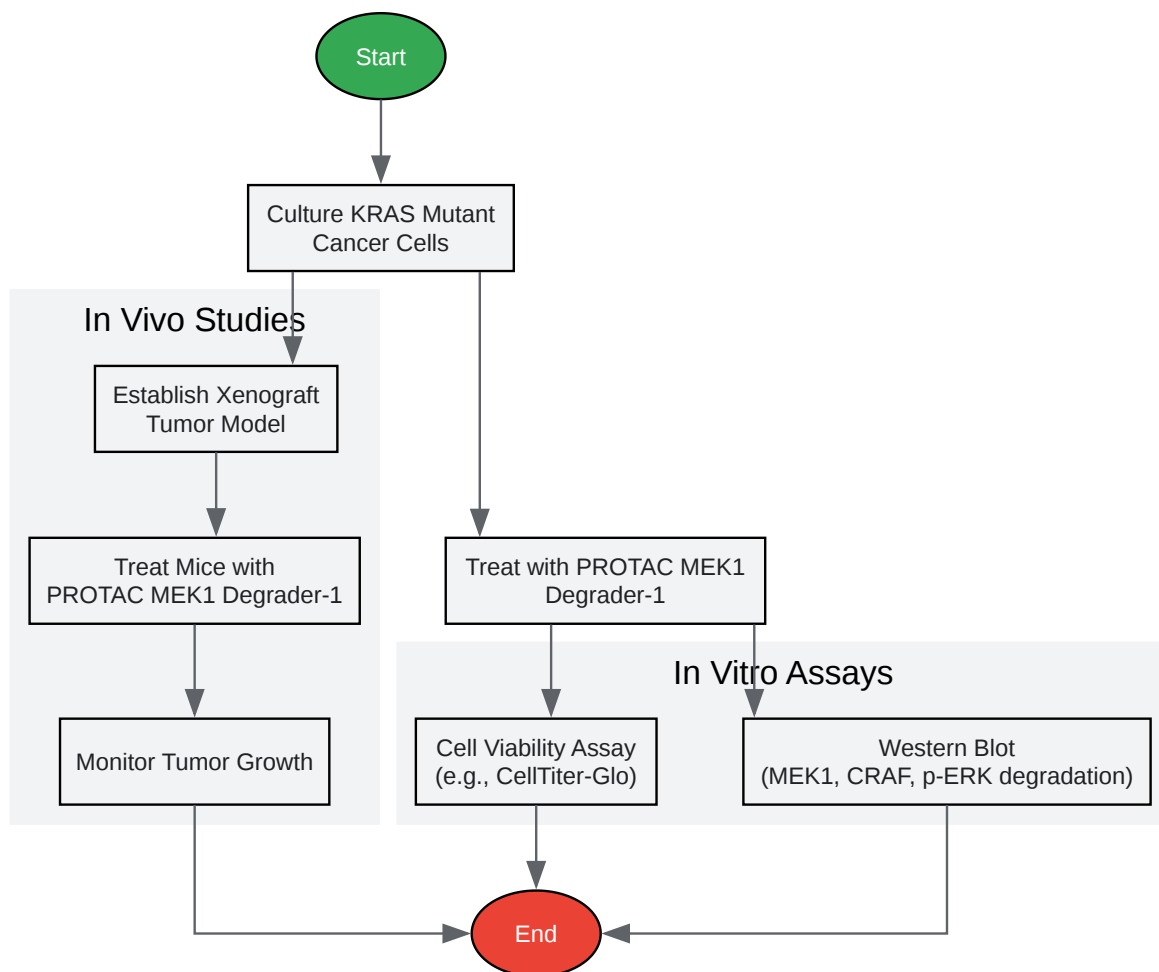 Start
Culture KRAS Mutant
Cancer Cells
In Vivo Studies
Establish Xenograft
Tumor Model
Treat Mice with
PROTAC MEK1 Degrader-1
Monitor Tumor Growth
Treat with PROTAC MEK1
Degrader-1
In Vitro Assays
Cell Viability Assay
(e.g., CellTiter-Glo)
Western Blot
(MEK1, CRAF, p-ERK degradation)
End